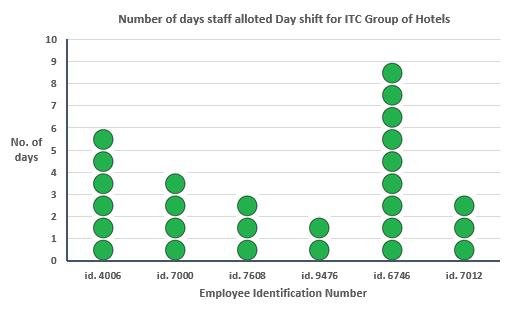 Number of days staff alloted Day shift for ITC Group of Hotels
10
9
8
7
6
5
4
3
2
1
0
No. of
days
id. 4006
id. 7000
id. 7608
id. 9476
id. 6746
id. 7012
Employee Identification Number